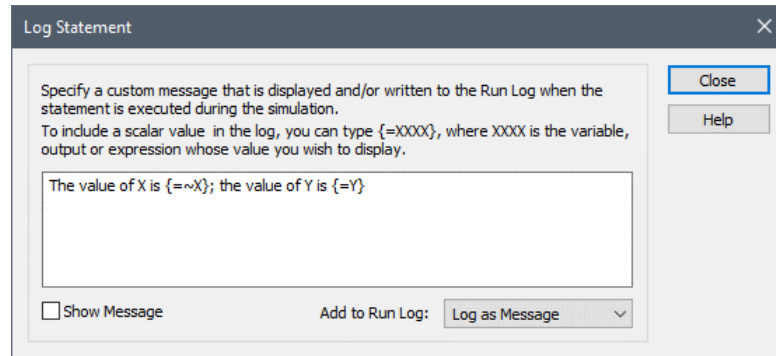 Log Statement
Specify a custom message that is displayed and/or written to the Run Log when the
statement is executed during the simulation.
To include a scalar value in the log, you can type {=XXXX}, where XXXX is the variable,
output or expression whose value you wish to display.
Close
Help
The value of X is {=~X}; the value of Y is {=Y}
Show Message
Add to Run Log:
Log as Message